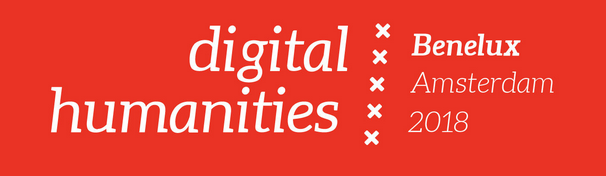 digital
humanities
Benelux
Amsterdam
2018